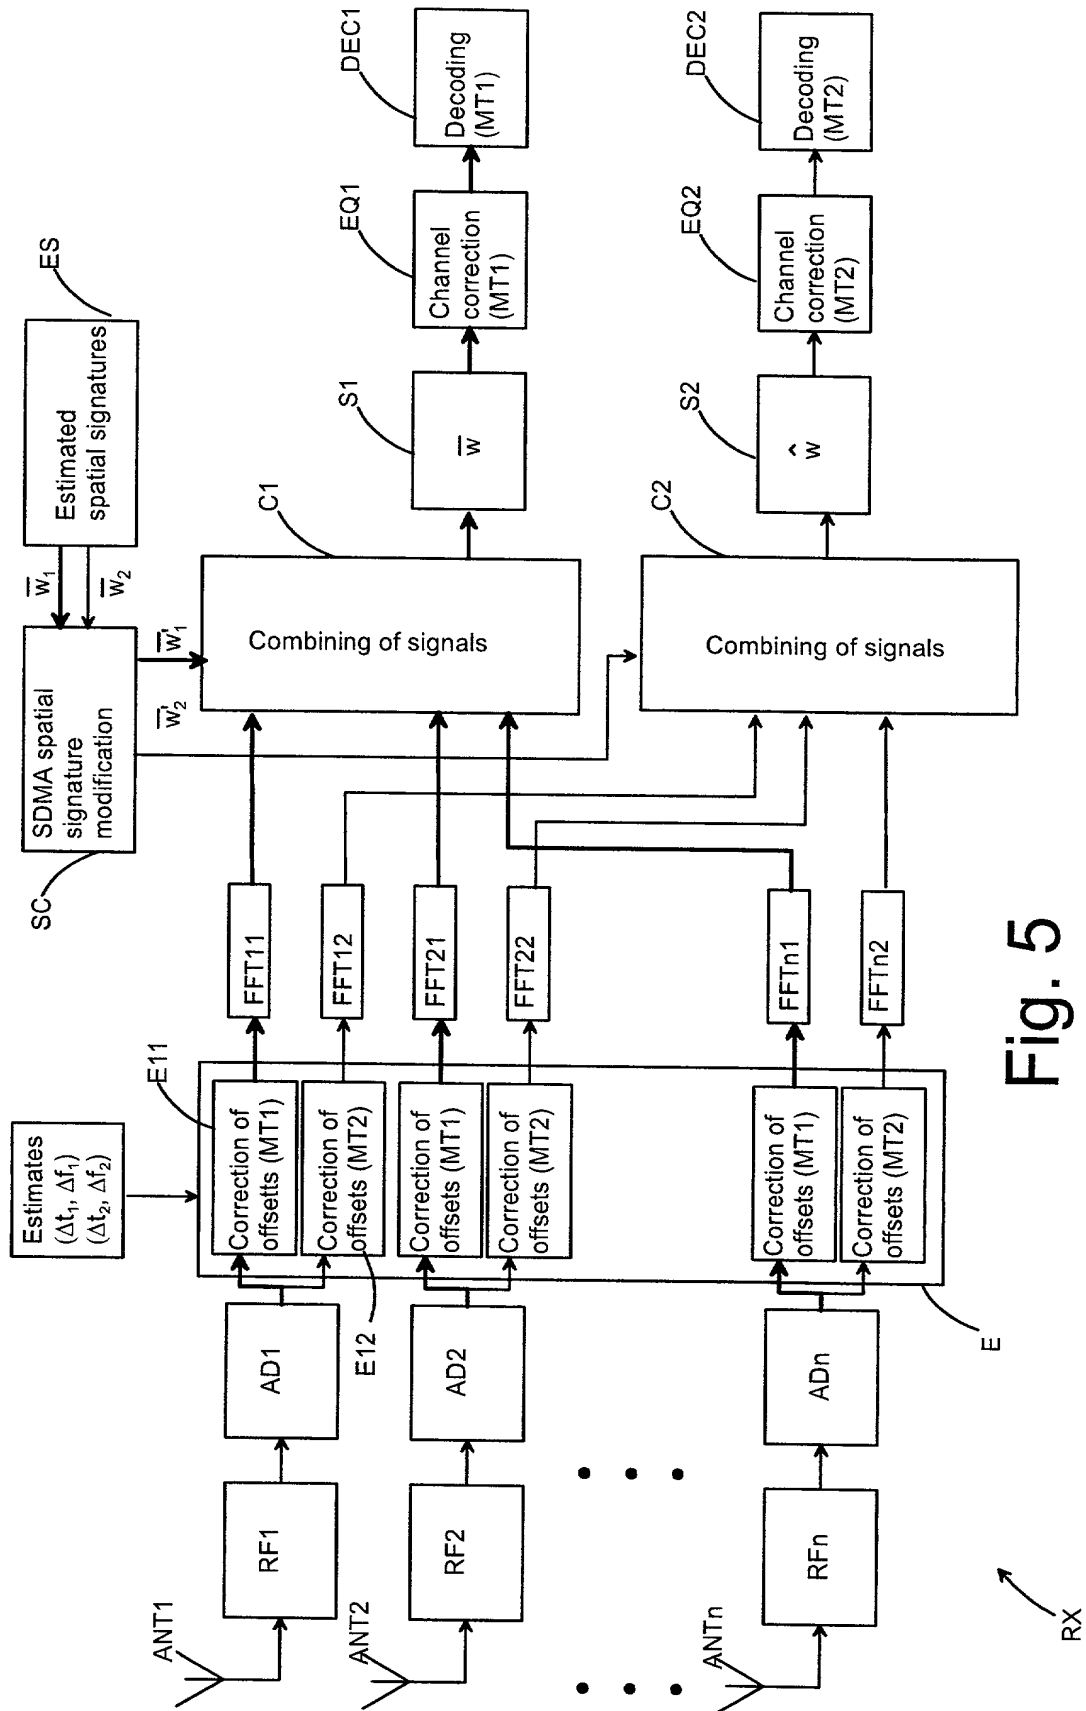 ANT1
RF1
AD1
ANT2
RF2
AD2
ANTn
RFn
ADn
RX
Estimates
(Δt₁, Δf₁)
(Δt₂, Δf₂)
E11
Correction of
offsets (MT1)
Correction of
offsets (MT2)
E12
Correction of
offsets (MT1)
Correction of
offsets (MT2)
Correction of
offsets (MT1)
Correction of
offsets (MT2)
E
FFT11
FFT12
FFT21
FFT22
FFTn1
FFTn2
SC
SDMA spatial
signature
modification
w̅₁
w̅₂
Estimated
spatial signatures
ES
w̅'₁
w̅'₂
Combining of signals
C1
Combining of signals
C2
w̅
S1
ŵ
S2
Channel
correction
(MT1)
EQ1
Channel
correction
(MT2)
EQ2
Decoding
(MT1)
DEC1
Decoding
(MT2)
DEC2
Fig. 5